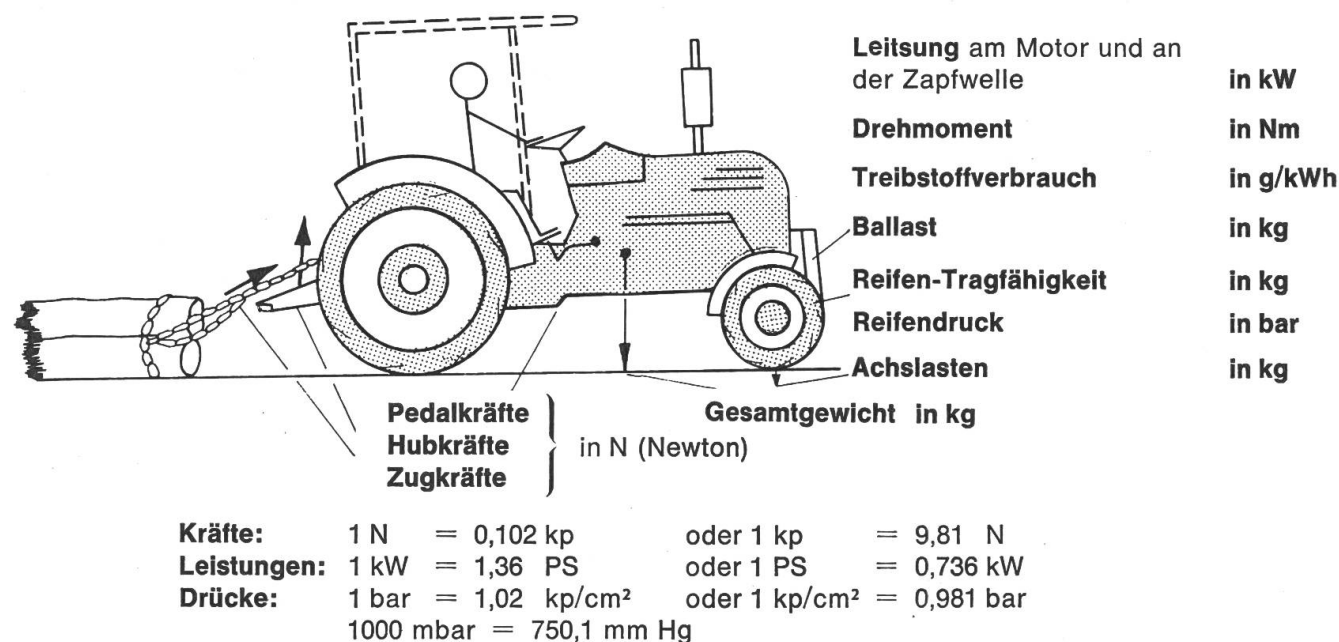 Leitsung am Motor und an
der Zapfwelle in kW
Drehmoment in Nm
Treibstoffverbrauch in g/kWh
Ballast in kg
Reifen-Tragfähigkeit in kg
Reifendruck in bar
Achslasten in kg
Gesamtgewicht in kg
Pedalkräfte
Hubkräfte
Zugkräfte
in N (Newton)
Kräfte: 1 N = 0,102 kp oder 1 kp = 9,81 N
Leistungen: 1 kW = 1,36 PS oder 1 PS = 0,736 kW
Drücke: 1 bar = 1,02 kp/cm² oder 1 kp/cm² = 0,981 bar
1000 mbar = 750,1 mm Hg